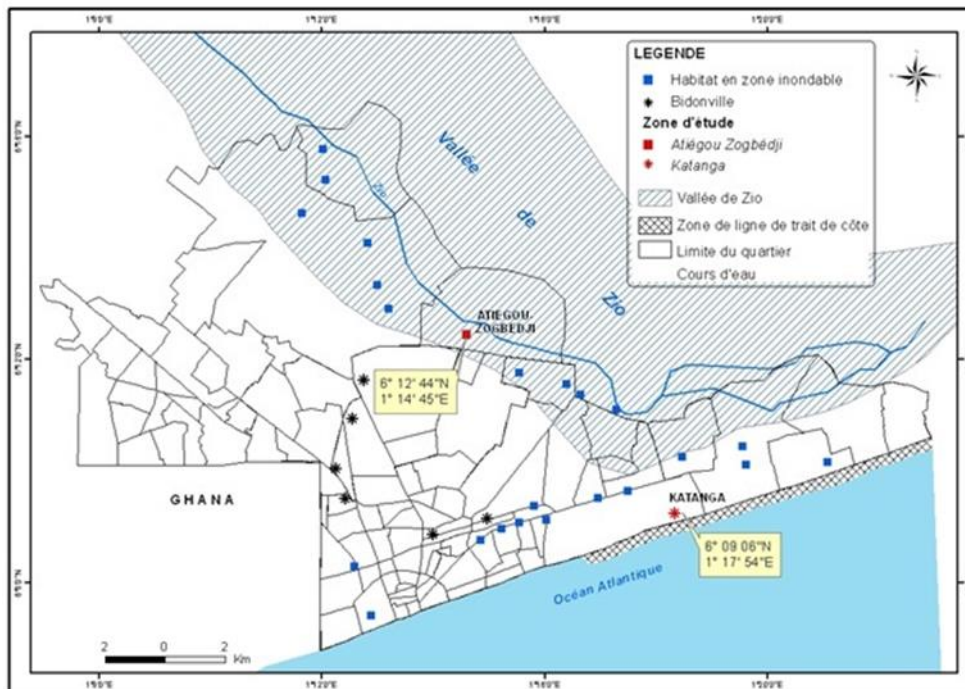 LEGENDE
Habitat en zone inondable
Bidonville
Zone d'étude
Atiégou Zogbédji
Katanga
Vallée de Zio
Zone de ligne de trait de côte
Limite du quartier
Cours d'eau
Vallée
de
Zio
Zio
ATIEGOU-
ZOGBEDJI
6° 12' 44"N
1° 14' 45"E
GHANA
KATANGA
6° 09 06"N
1° 17' 54"E
Océan Atlantique
2 0 2
Km